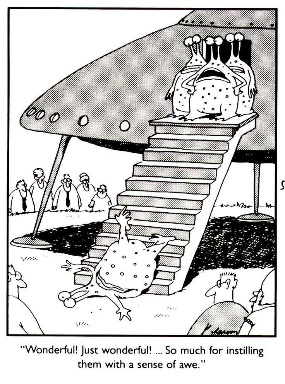 “Wonderful! Just wonderful! ... So much for instilling
them with a sense of awe.”